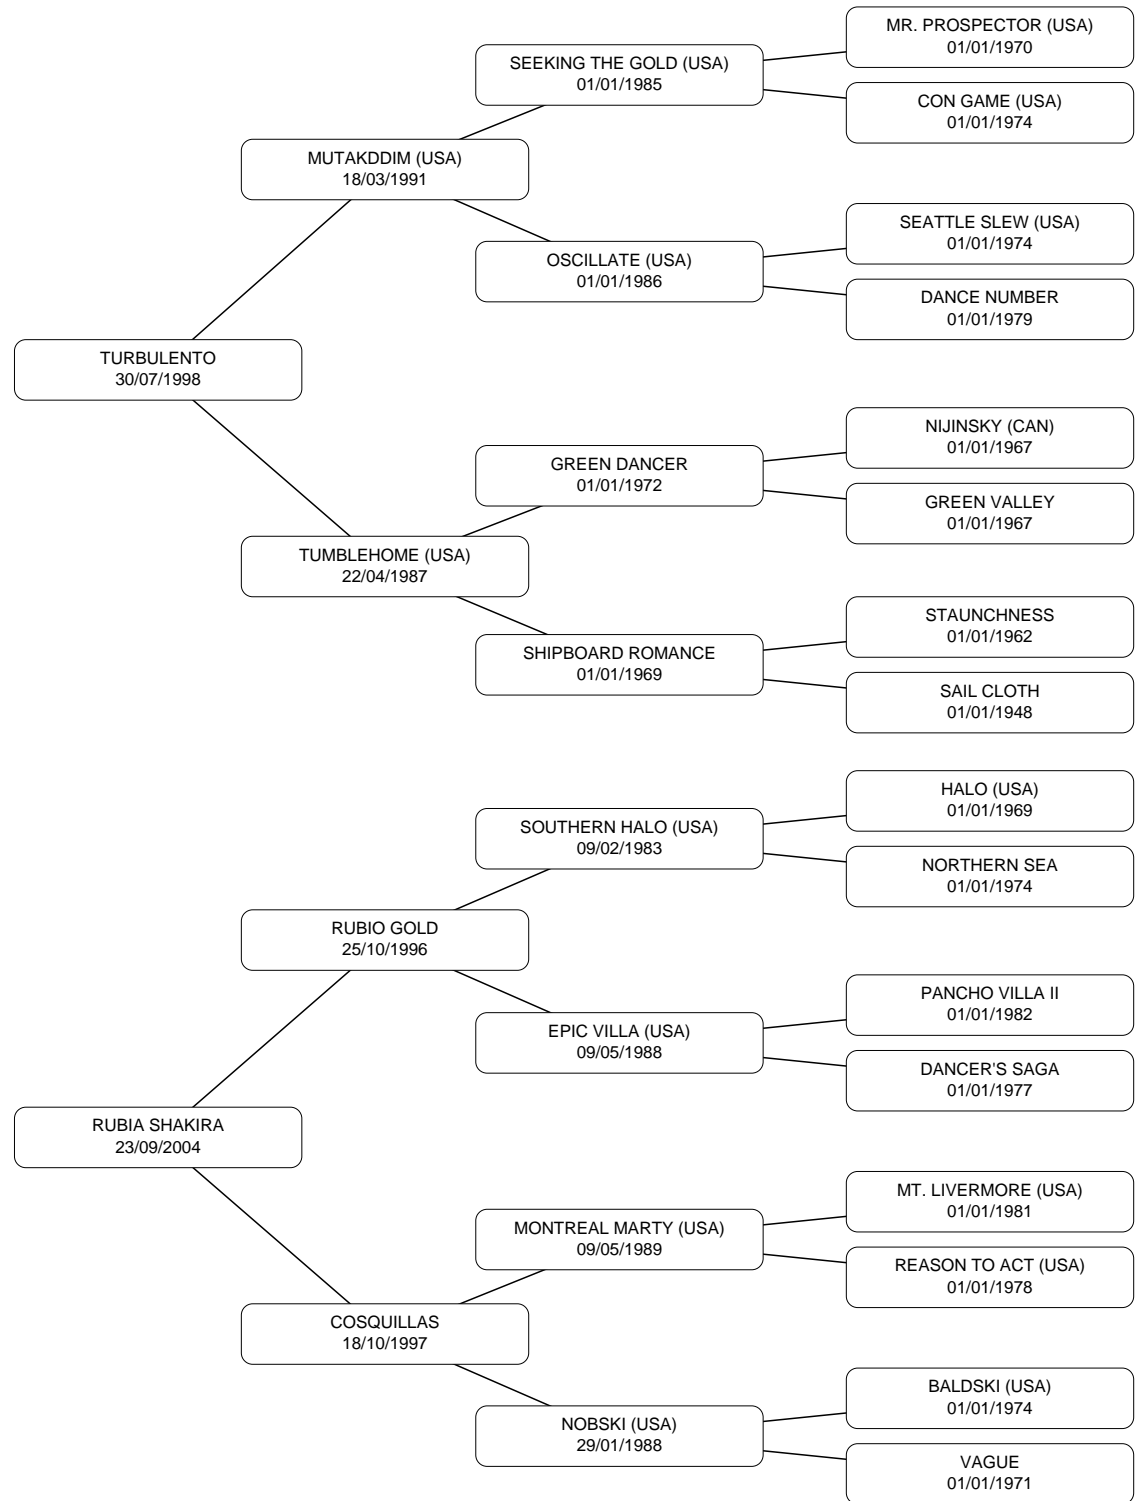 MR. PROSPECTOR (USA)
01/01/1970
SEEKING THE GOLD (USA)
01/01/1985
CON GAME (USA)
01/01/1974
MUTAKDDIM (USA)
18/03/1991
SEATTLE SLEW (USA)
01/01/1974
OSCILLATE (USA)
01/01/1986
DANCE NUMBER
01/01/1979
TURBULENTO
30/07/1998
NIJINSKY (CAN)
01/01/1967
GREEN DANCER
01/01/1972
GREEN VALLEY
01/01/1967
TUMBLEHOME (USA)
22/04/1987
STAUNCHNESS
01/01/1962
SHIPBOARD ROMANCE
01/01/1969
SAIL CLOTH
01/01/1948
HALO (USA)
01/01/1969
SOUTHERN HALO (USA)
09/02/1983
NORTHERN SEA
01/01/1974
RUBIO GOLD
25/10/1996
PANCHO VILLA II
01/01/1982
EPIC VILLA (USA)
09/05/1988
DANCER'S SAGA
01/01/1977
RUBIA SHAKIRA
23/09/2004
MT. LIVERMORE (USA)
01/01/1981
MONTREAL MARTY (USA)
09/05/1989
REASON TO ACT (USA)
01/01/1978
COSQUILLAS
18/10/1997
BALDSKI (USA)
01/01/1974
NOBSKI (USA)
29/01/1988
VAGUE
01/01/1971